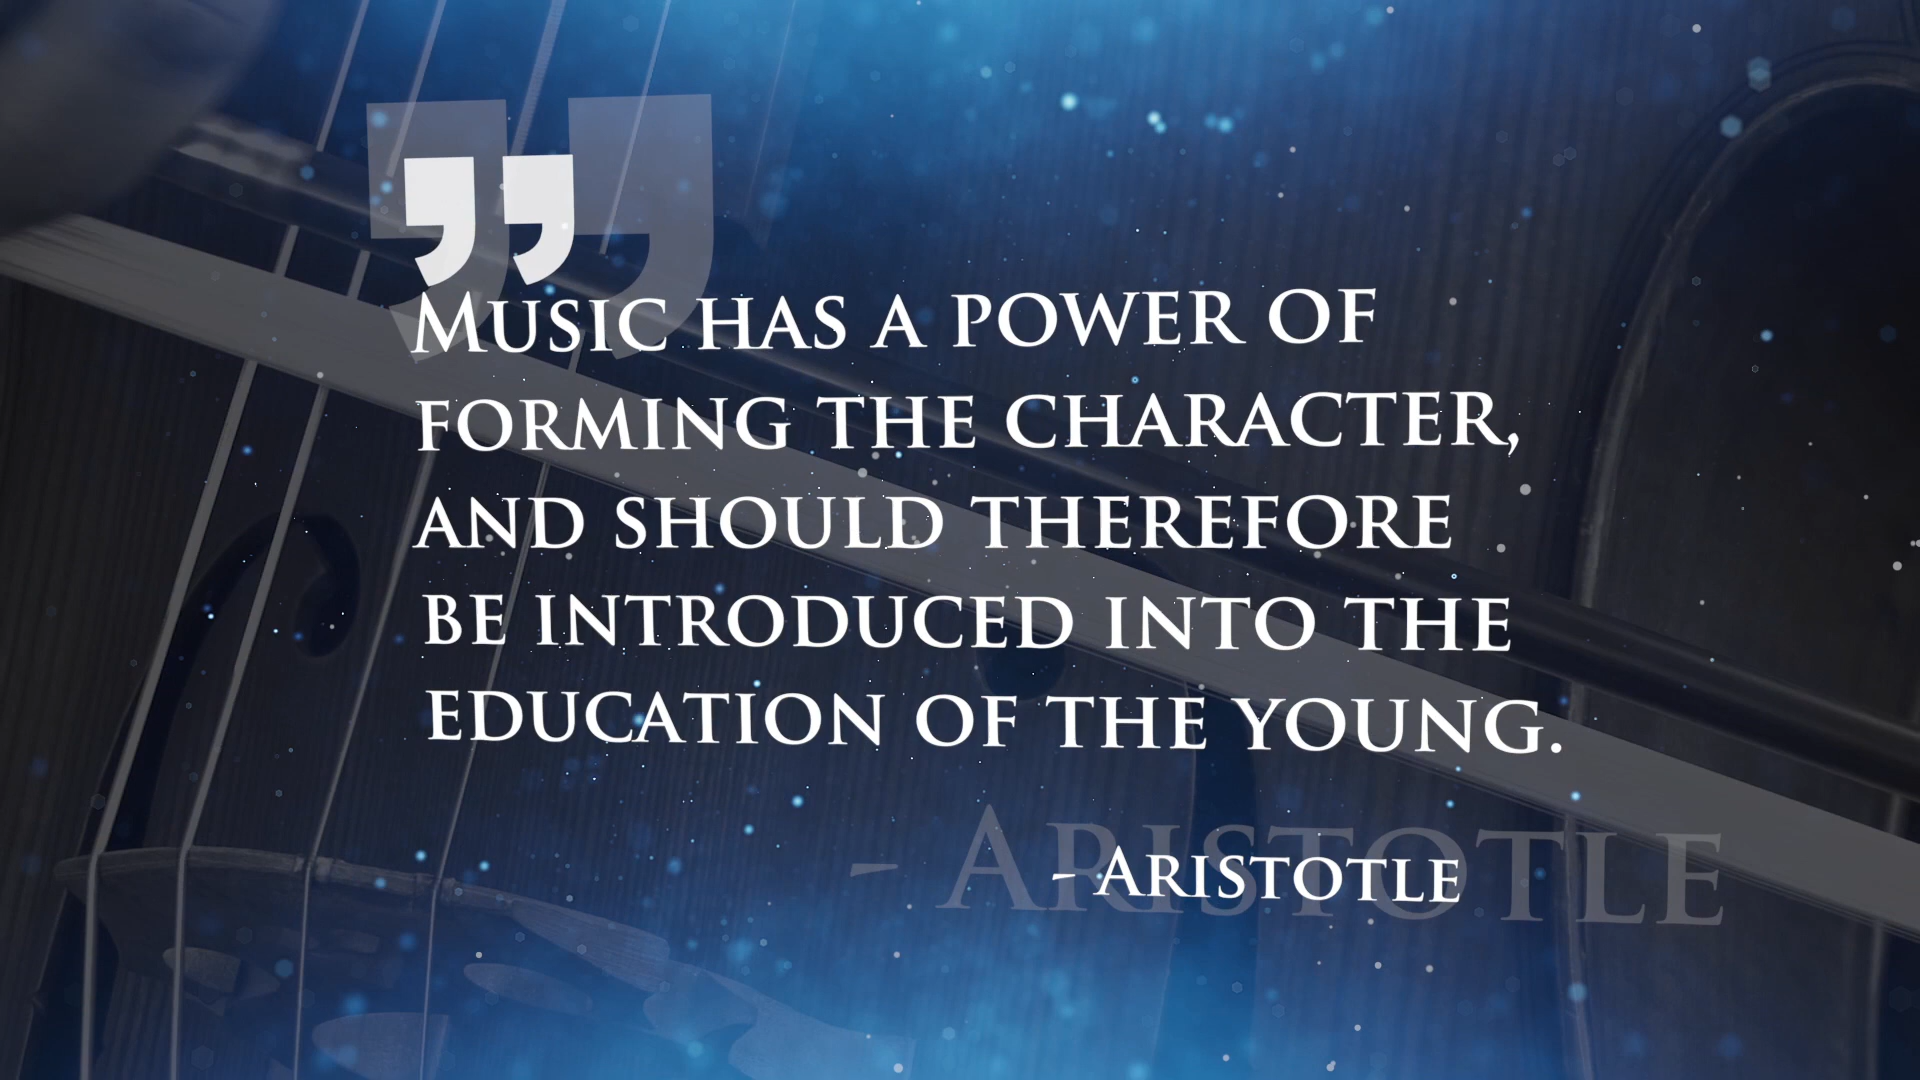 ”
Music has a power of
forming the character,
and should therefore
be introduced into the
education of the young.
- Aristotle
- Aristotle